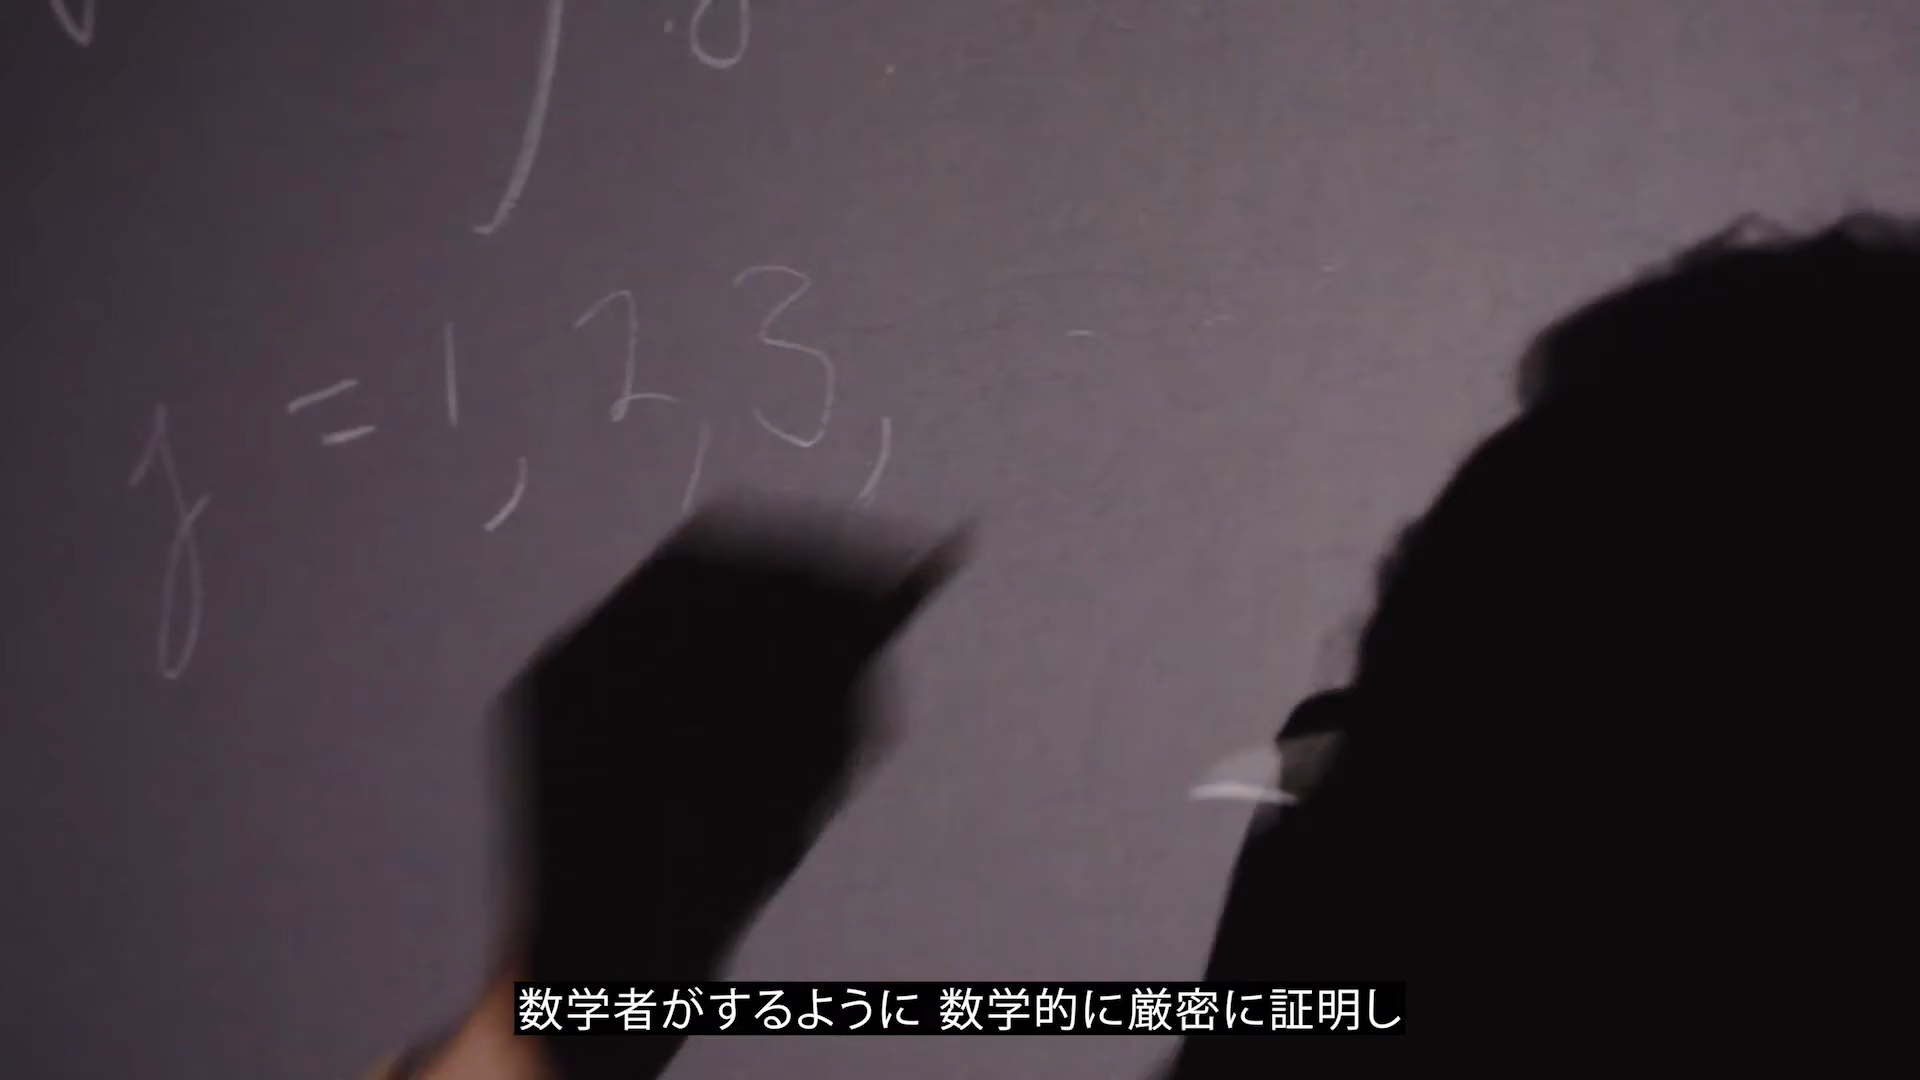 y = 1, 2, 3,
数学者がするように 数学的に厳密に証明し